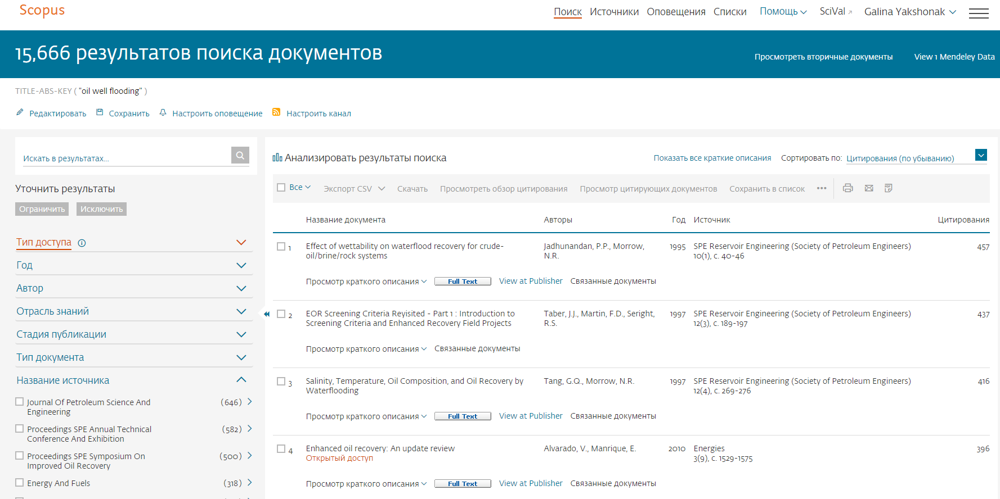 Scopus
Поиск Источники Оповещения Списки Помощь SciVal Galina Yakshonak
15,666 результатов поиска документов
Просмотреть вторичные документы View 1 Mendeley Data
TITLE-ABS-KEY ( "oil well flooding" )
Редактировать Сохранить Настроить оповещение Настроить канал
Искать в результатах...
Уточнить результаты
Ограничить Исключить
Тип доступа
Год
Автор
Отрасль знаний
Стадия публикации
Тип документа
Название источника
Journal Of Petroleum Science And (646)
Engineering
Proceedings SPE Annual Technical (582)
Conference And Exhibition
Proceedings SPE Symposium On (500)
Improved Oil Recovery
Energy And Fuels (318)
Анализировать результаты поиска
Показать все краткие описания Сортировать по: Цитирования (по убыванию)
Все Экспорт CSV Скачать Просмотреть обзор цитирования Просмотр цитирующих документов Сохранить в список •••
Название документа Авторы Год Источник Цитирования
1 Effect of wettability on waterflood recovery for crude- Jadhunandan, P.P., Morrow, 1995 SPE Reservoir Engineering (Society of Petroleum Engineers) 457
oil/brine/rock systems N.R. 10(1), с. 40-46
Просмотр краткого описания Full Text View at Publisher Связанные документы
2 EOR Screening Criteria Reyisited - Part 1 : Introduction to Taber, J.J., Martin, F.D., Seright, 1997 SPE Reservoir Engineering (Society of Petroleum Engineers) 437
Screening Criteria and Enhanced Recovery Field Projects R.S. 12(3), с. 189-197
Просмотр краткого описания Связанные документы
3 Salinity, Temperature, Oil Composition, and Oil Recovery by Tang, G.Q., Morrow, N.R. 1997 SPE Reservoir Engineering (Society of Petroleum Engineers) 416
Waterflooding 12(4), с. 269-276
Просмотр краткого описания Full Text View at Publisher Связанные документы
4 Enhanced oil recovery: An update review Alvarado, V., Manrique, E. 2010 Energies 396
Открытый доступ 3(9), с. 1529-1575
Просмотр краткого описания Full Text View at Publisher Связанные документы